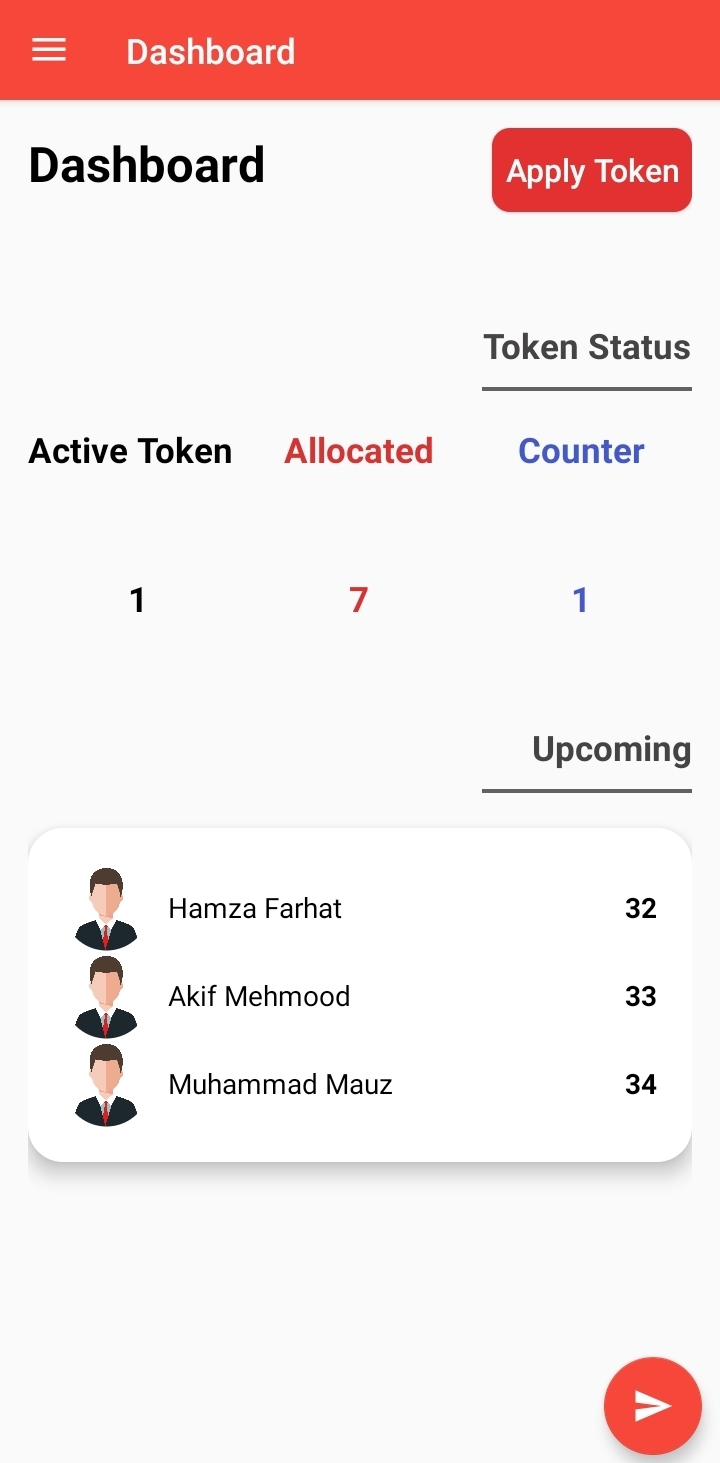 Dashboard
Dashboard
Apply Token
Token Status
Active Token Allocated Counter
1 7 1
Upcoming
Hamza Farhat 32
Akif Mehmood 33
Muhammad Mauz 34